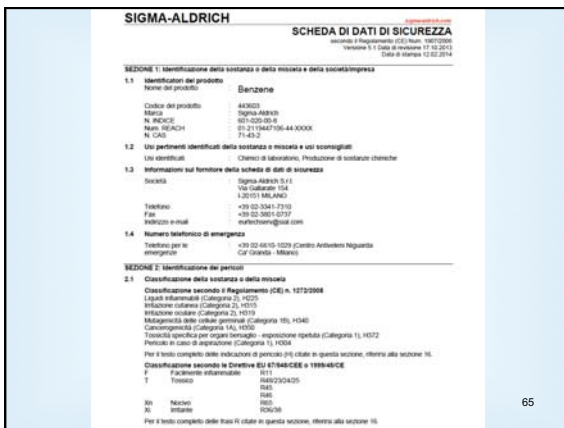 SIGMA-ALDRICH
sigma-aldrich.com
SCHEDA DI DATI DI SICUREZZA
secondo il Regolamento (CE) Num. 1907/2006
Versione 5.1 Data di revisione 17.10.2013
Data di stampa 12.02.2014
SEZIONE 1: Identificazione della sostanza o della miscela e della società/impresa
1.1 Identificatori del prodotto
Nome del prodotto : Benzene
Codice del prodotto : 443603
Marca : Sigma-Aldrich
N. INDICE : 601-020-00-8
Num. REACH : 01-2119447106-44-XXXX
N. CAS : 71-43-2
1.2 Usi pertinenti identificati della sostanza o miscela e usi sconsigliati
Usi identificati : Chimici di laboratorio, Produzione di sostanze chimiche
1.3 Informazioni sul fornitore della scheda di dati di sicurezza
Società : Sigma-Aldrich S.r.l.
Via Gallarate 154
I-20151 MILANO
Telefono : +39 02-3341-7310
Fax : +39 02-3801-0737
Indirizzo e-mail : eurtechserv@sial.com
1.4 Numero telefonico di emergenza
Telefono per le emergenze : +39 02-6610-1029 (Centro Antiveleni Niguarda
Ca' Granda - Milano)
SEZIONE 2: Identificazione dei pericoli
2.1 Classificazione della sostanza o della miscela
Classificazione secondo il Regolamento (CE) n. 1272/2008
Liquidi infiammabili (Categoria 2), H225
Irritazione cutanea (Categoria 2), H315
Irritazione oculare (Categoria 2), H319
Mutagenicità delle cellule germinali (Categoria 1B), H340
Cancerogenicità (Categoria 1A), H350
Tossicità specifica per organi bersaglio - esposizione ripetuta (Categoria 1), H372
Pericolo in caso di aspirazione (Categoria 1), H304
Per il testo completo delle indicazioni di pericolo (H) citate in questa sezione, riferirsi alla sezione 16.
Classificazione secondo le Direttive EU 67/548/CEE o 1999/45/CE
F Facilmente infiammabile R11
T Tossico R48/23/24/25
R45
R46
Xn Nocivo R65
Xi Irritante R36/38
Per il testo completo delle frasi R citate in questa sezione, riferirsi alla sezione 16.
65